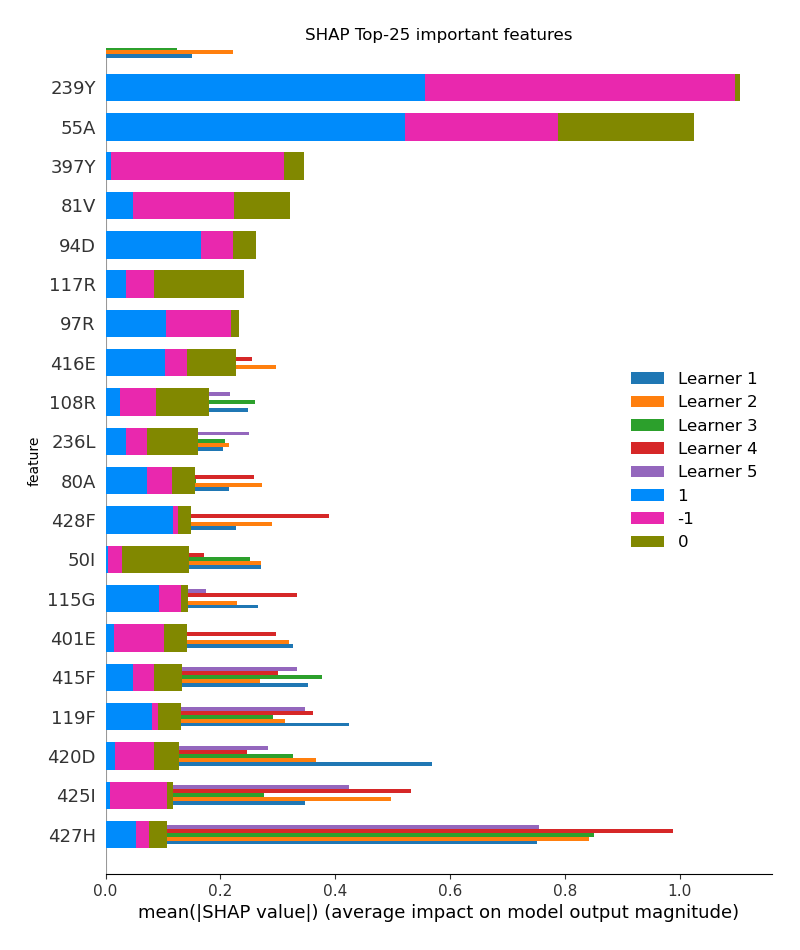 SHAP Top-25 important features
239Y
55A
397Y
81V
94D
117R
97R
416E
108R
236L
80A
428F
50I
115G
401E
415F
119F
420D
425I
427H
feature
Learner 1
Learner 2
Learner 3
Learner 4
Learner 5
1
-1
0
0.0 0.2 0.4 0.6 0.8 1.0
mean(|SHAP value|) (average impact on model output magnitude)